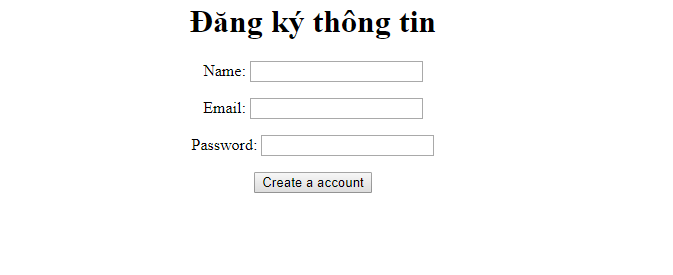 Đăng ký thông tin
Name:
Email:
Password:
Create a account